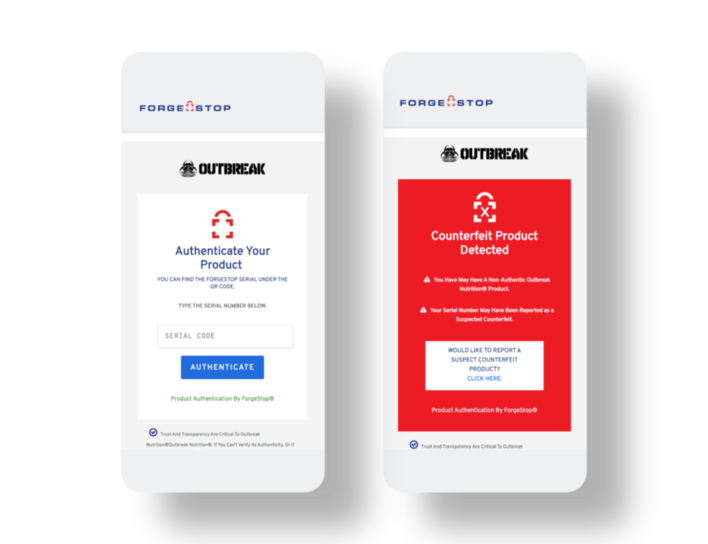 FORGE STOP
OUTBREAK
Authenticate Your
Product
YOU CAN FIND THE FORGESTOP SERIAL UNDER THE
QR CODE.
TYPE THE SERIAL NUMBER BELOW.
SERIAL CODE
AUTHENTICATE
Product Authentication By ForgeStop®
Trust And Transparency Are Critical To Outbreak
Nutrition®.Outbreak Nutrition®. If You Can't Verify Its Authenticity, Or If
FORGE STOP
OUTBREAK
X
Counterfeit Product
Detected
You Have May Have A Non-Authentic Outbreak
Nutrition® Product.
Your Serial Number May Have Been Reported as a
Suspected Counterfeit.
WOULD LIKE TO REPORT A
SUSPECT COUNTERFEIT
PRODUCT?
CLICK HERE.
Product Authentication By ForgeStop®
Trust And Transparency Are Critical To Outbreak